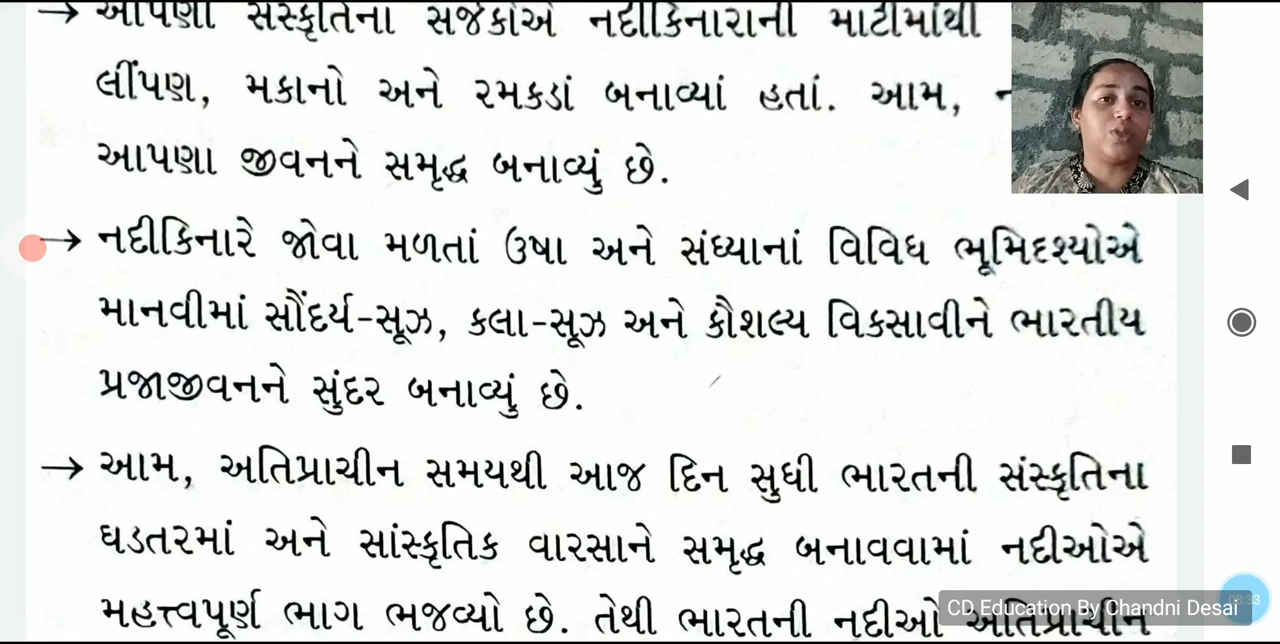 → આપણી સંસ્કૃતિના સર્જકોએ નદીકિનારાની માટીમાંથી
લીંપણ, મકાનો અને રમકડાં બનાવ્યાં હતાં. આમ,
આપણા જીવનને સમૃદ્ધ બનાવ્યું છે.
→ નદીકિનારે જોવા મળતાં ઉષા અને સંધ્યાનાં વિવિધ ભૂમિદૃશ્યોએ
માનવીમાં સૌંદર્ય-સૂઝ, કલા-સૂઝ અને કૌશલ્ય વિકસાવીને ભારતીય
પ્રજાજીવનને સુંદર બનાવ્યું છે.
→ આમ, અતિપ્રાચીન સમયથી આજ દિન સુધી ભારતની સંસ્કૃતિના
ઘડતરમાં અને સાંસ્કૃતિક વારસાને સમૃદ્ધ બનાવવામાં નદીઓએ
મહત્ત્વપૂર્ણ ભાગ ભજવ્યો છે. તેથી ભારતની નદીઓ અતિપ્રાચીન
CD Education By Chandni Desai
03:33